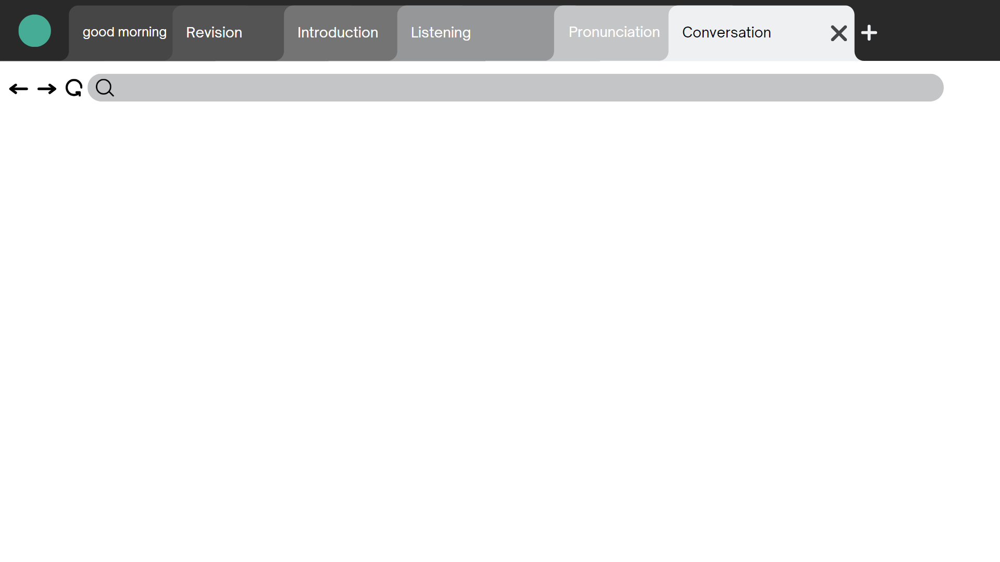 good morning
Revision
Introduction
Listening
Pronunciation
Conversation